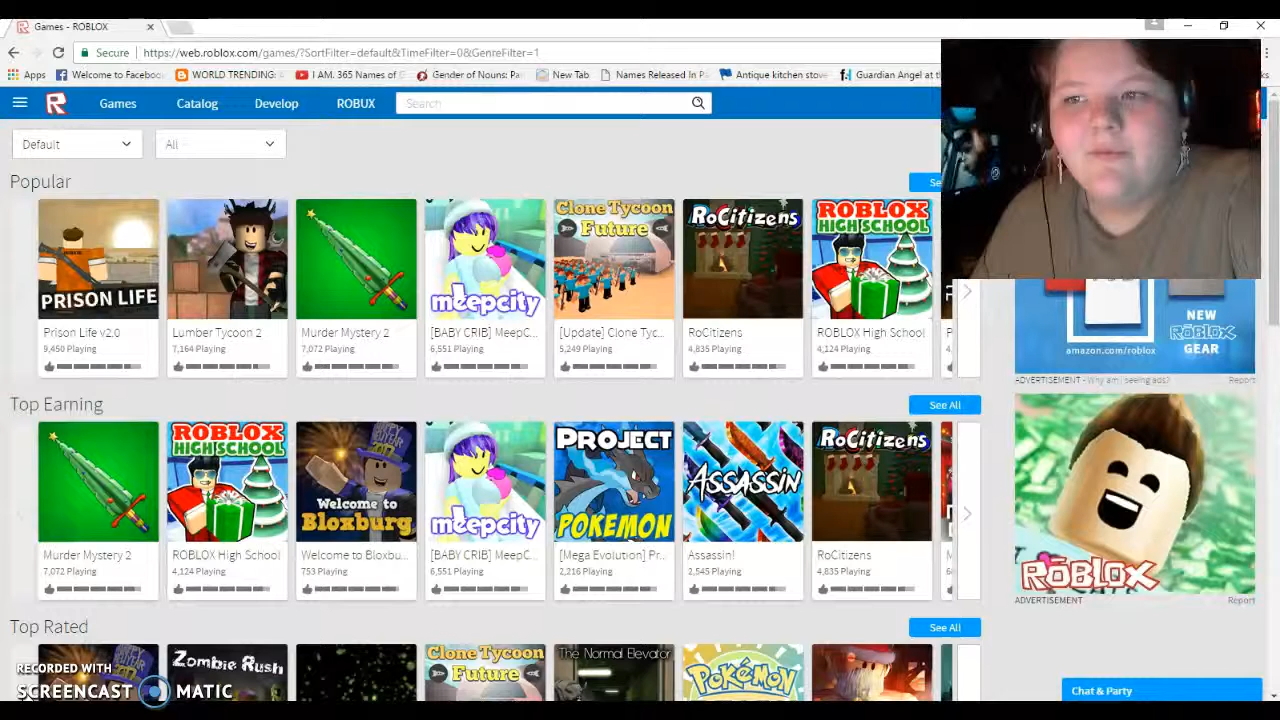 Games - ROBLOX
Secure https://web.roblox.com/games/?SortFilter=default&TimeFilter=0&GenreFilter=1
Apps Welcome to Faceboo WORLD TRENDING: I AM. 365 Names of Gender of Nouns: Pa New Tab Names Released In P Antique kitchen stove Guardian Angel at th
Games Catalog Develop ROBUX Search
Default All
Popular See
PRISON LIFE meepcity Clone Tycoon Future RoCitizens ROBLOX HIGH SCHOOL
Prison Life v2.0 Lumber Tycoon 2 Murder Mystery 2 [BABY CRIB] MeepC... [Update] Clone Tyc... RoCitizens ROBLOX High School
9,450 Playing 7,164 Playing 7,072 Playing 6,551 Playing 5,249 Playing 4,835 Playing 4,124 Playing
NEW
ROBLOX
GEAR
amazon.com/roblox
ADVERTISEMENT - Why am I seeing ads? Report
Top Earning See All
ROBLOX HIGH SCHOOL Welcome to Bloxburg meepcity PROJECT POKEMON ASSASSIN RoCitizens
Murder Mystery 2 ROBLOX High School Welcome to Bloxbu... [BABY CRIB] MeepC... [Mega Evolution] Pr... Assassin! RoCitizens
7,072 Playing 4,124 Playing 753 Playing 6,551 Playing 2,216 Playing 2,545 Playing 4,835 Playing
ROBLOX
ADVERTISEMENT Report
Top Rated See All
Zombie Rush Clone Tycoon Future The Normal Elevator Pokémon
RECORDED WITH
SCREENCAST MATIC
Chat & Party